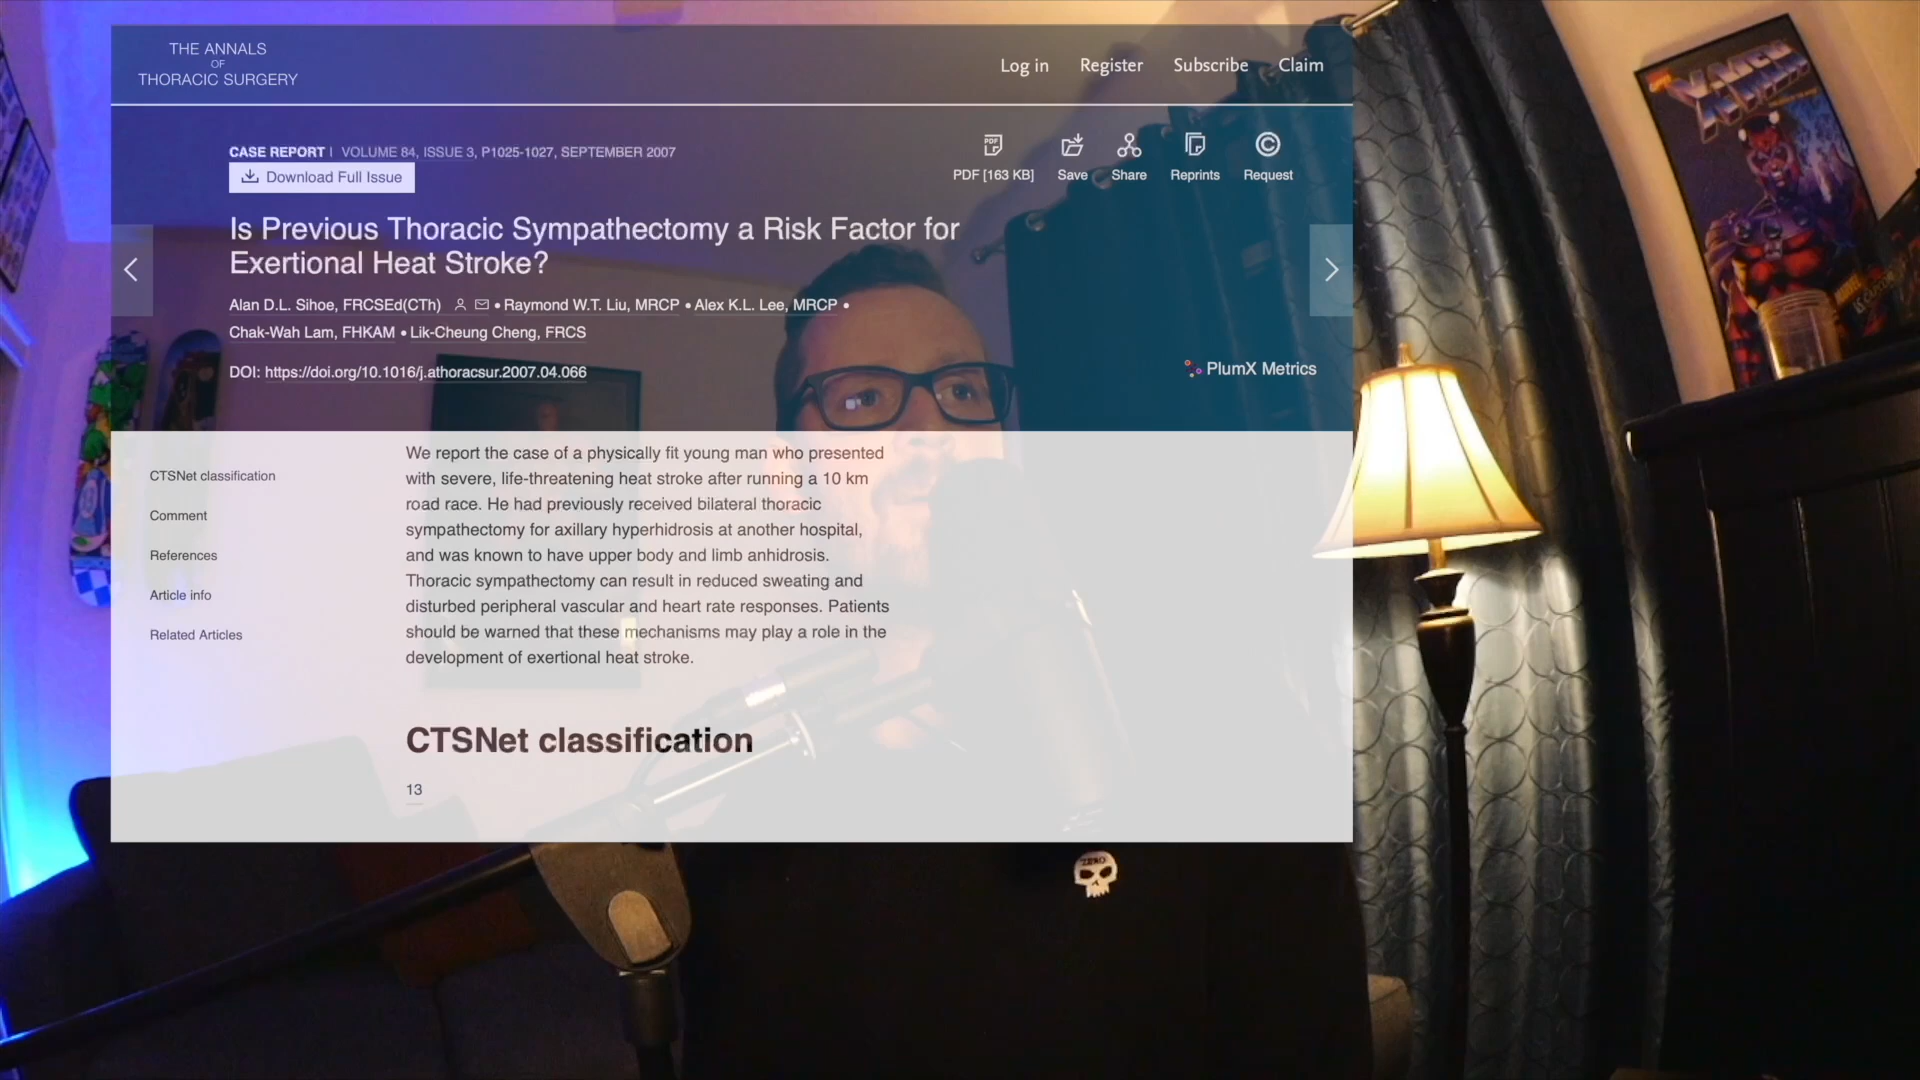 THE ANNALS
OF
THORACIC SURGERY
Log in
Register
Subscribe
Claim
CASE REPORT | VOLUME 84, ISSUE 3, P1025-1027, SEPTEMBER 2007
Download Full Issue
PDF
PDF [163 KB]
Save
Share
Reprints
Request
Is Previous Thoracic Sympathectomy a Risk Factor for
Exertional Heat Stroke?
Alan D.L. Sihoe, FRCSEd(CTh) • Raymond W.T. Liu, MRCP • Alex K.L. Lee, MRCP •
Chak-Wah Lam, FHKAM • Lik-Cheung Cheng, FRCS
DOI: https://doi.org/10.1016/j.athoracsur.2007.04.066
PlumX Metrics
CTSNet classification
Comment
References
Article info
Related Articles
We report the case of a physically fit young man who presented
with severe, life-threatening heat stroke after running a 10 km
road race. He had previously received bilateral thoracic
sympathectomy for axillary hyperhidrosis at another hospital,
and was known to have upper body and limb anhidrosis.
Thoracic sympathectomy can result in reduced sweating and
disturbed peripheral vascular and heart rate responses. Patients
should be warned that these mechanisms may play a role in the
development of exertional heat stroke.
CTSNet classification
13
ZERO